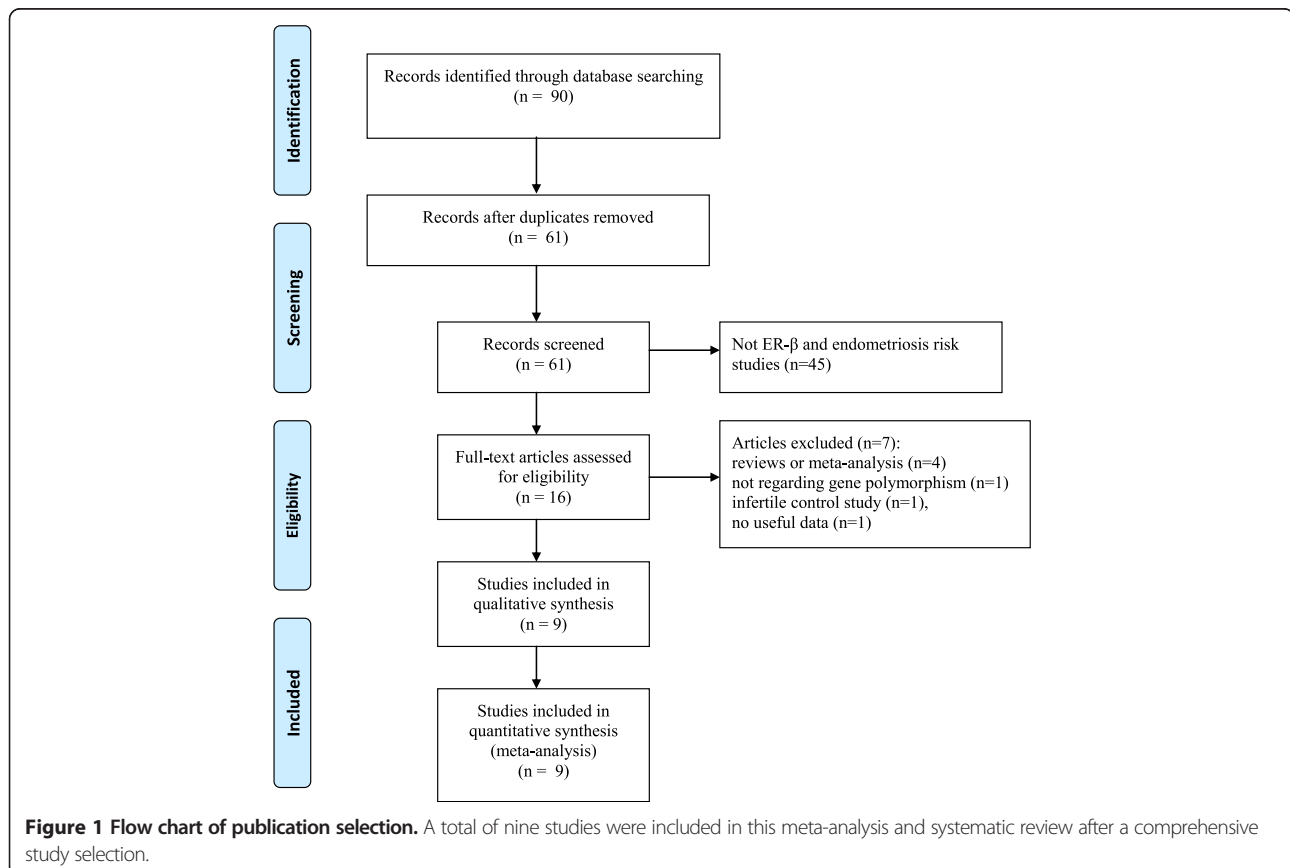 Identification
Records identified through database searching
(n = 90)
Records after duplicates removed
(n = 61)
Screening
Records screened
(n = 61)
Not ER-β and endometriosis risk
studies (n=45)
Eligibility
Full-text articles assessed
for eligibility
(n = 16)
Articles excluded (n=7):
reviews or meta-analysis (n=4)
not regarding gene polymorphism (n=1)
infertile control study (n=1),
no useful data (n=1)
Studies included in
qualitative synthesis
(n = 9)
Included
Studies included in
quantitative synthesis
(meta-analysis)
(n = 9)
Figure 1 Flow chart of publication selection. A total of nine studies were included in this meta-analysis and systematic review after a comprehensive
study selection.